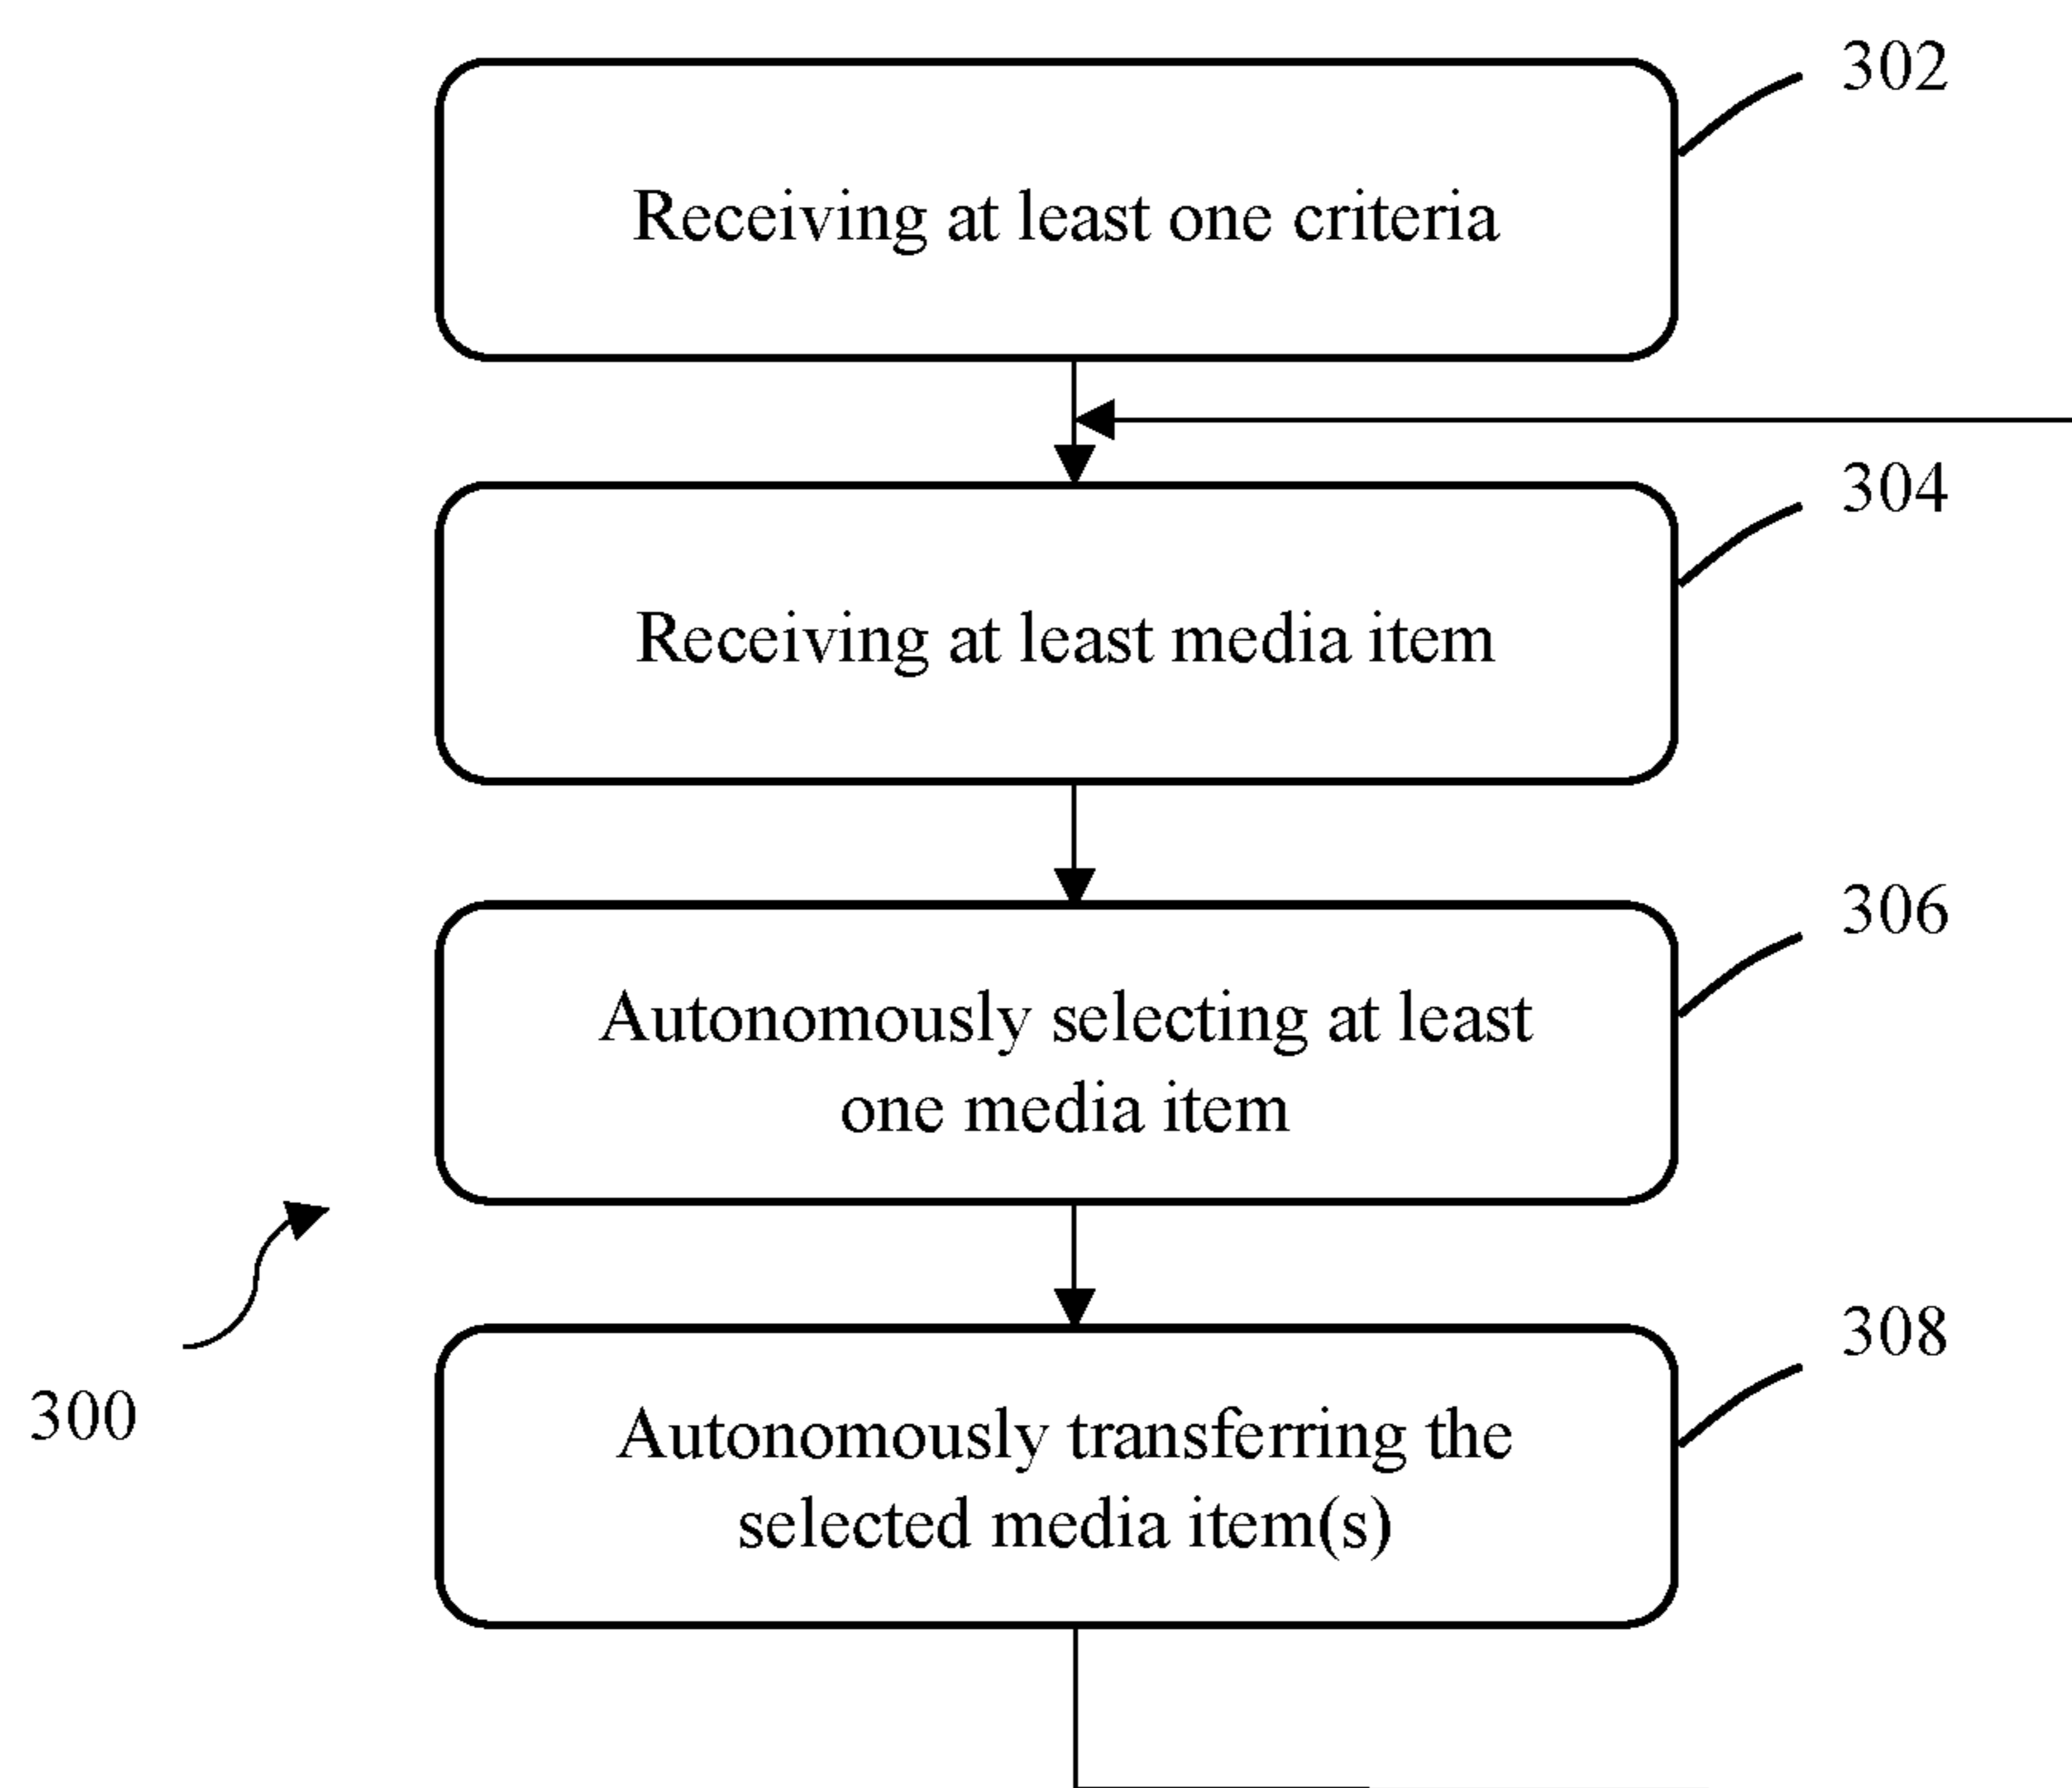 302
Receiving at least one criteria
304
Receiving at least media item
306
Autonomously selecting at least
one media item
308
Autonomously transferring the
selected media item(s)
300